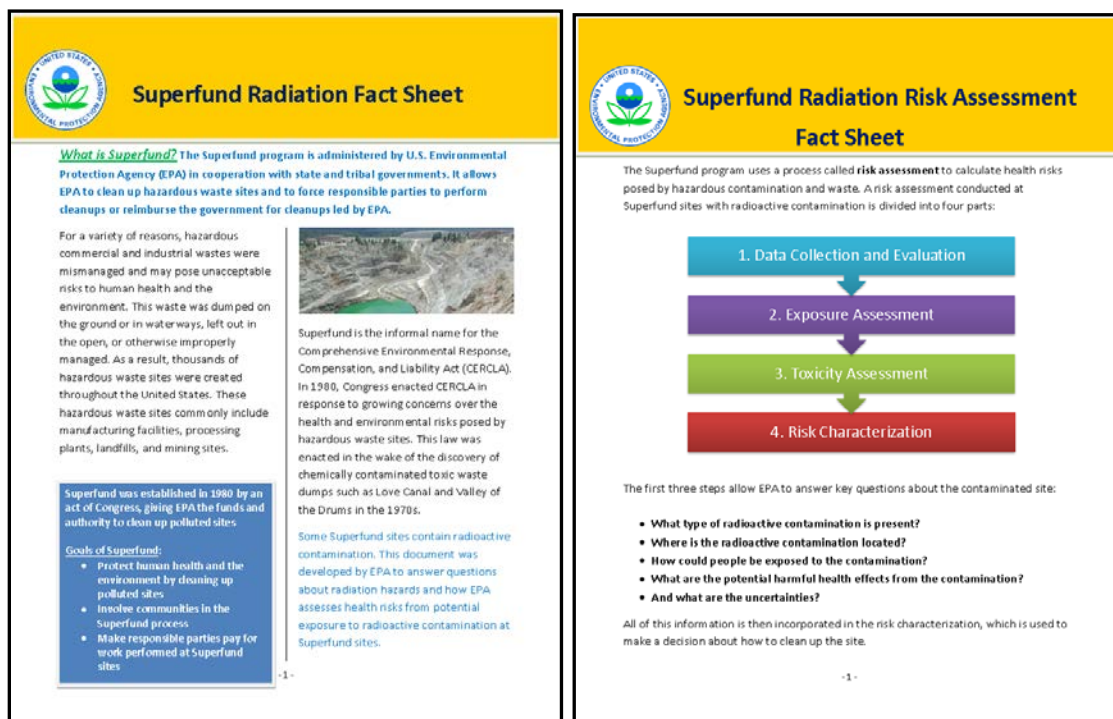 UNITED STATES
ENVIRONMENTAL PROTECTION AGENCY
Superfund Radiation Fact Sheet
What is Superfund? The Superfund program is administered by U.S. Environmental
Protection Agency (EPA) in cooperation with state and tribal governments. It allows
EPA to clean up hazardous waste sites and to force responsible parties to perform
cleanups or reimburse the government for cleanups led by EPA.
For a variety of reasons, hazardous
commercial and industrial wastes were
mismanaged and may pose unacceptable
risks to human health and the
environment. This waste was dumped on
the ground or in waterways, left out in
the open, or otherwise improperly
managed. As a result, thousands of
hazardous waste sites were created
throughout the United States. These
hazardous waste sites commonly include
manufacturing facilities, processing
plants, landfills, and mining sites.
Superfund was established in 1980 by an
act of Congress, giving EPA the funds and
authority to clean up polluted sites
Goals of Superfund:
• Protect human health and the
environment by cleaning up
polluted sites
• Involve communities in the
Superfund process
• Make responsible parties pay for
work performed at Superfund
sites
Superfund is the informal name for the
Comprehensive Environmental Response,
Compensation, and Liability Act (CERCLA).
In 1980, Congress enacted CERCLA in
response to growing concerns over the
health and environmental risks posed by
hazardous waste sites. This law was
enacted in the wake of the discovery of
chemically contaminated toxic waste
dumps such as Love Canal and Valley of
the Drums in the 1970s.
Some Superfund sites contain radioactive
contamination. This document was
developed by EPA to answer questions
about radiation hazards and how EPA
assesses health risks from potential
exposure to radioactive contamination at
Superfund sites.
-1-
UNITED STATES
ENVIRONMENTAL PROTECTION AGENCY
Superfund Radiation Risk Assessment
Fact Sheet
The Superfund program uses a process called risk assessment to calculate health risks
posed by hazardous contamination and waste. A risk assessment conducted at
Superfund sites with radioactive contamination is divided into four parts:
1. Data Collection and Evaluation
2. Exposure Assessment
3. Toxicity Assessment
4. Risk Characterization
The first three steps allow EPA to answer key questions about the contaminated site:
• What type of radioactive contamination is present?
• Where is the radioactive contamination located?
• How could people be exposed to the contamination?
• What are the potential harmful health effects from the contamination?
• And what are the uncertainties?
All of this information is then incorporated in the risk characterization, which is used to
make a decision about how to clean up the site.
-1-